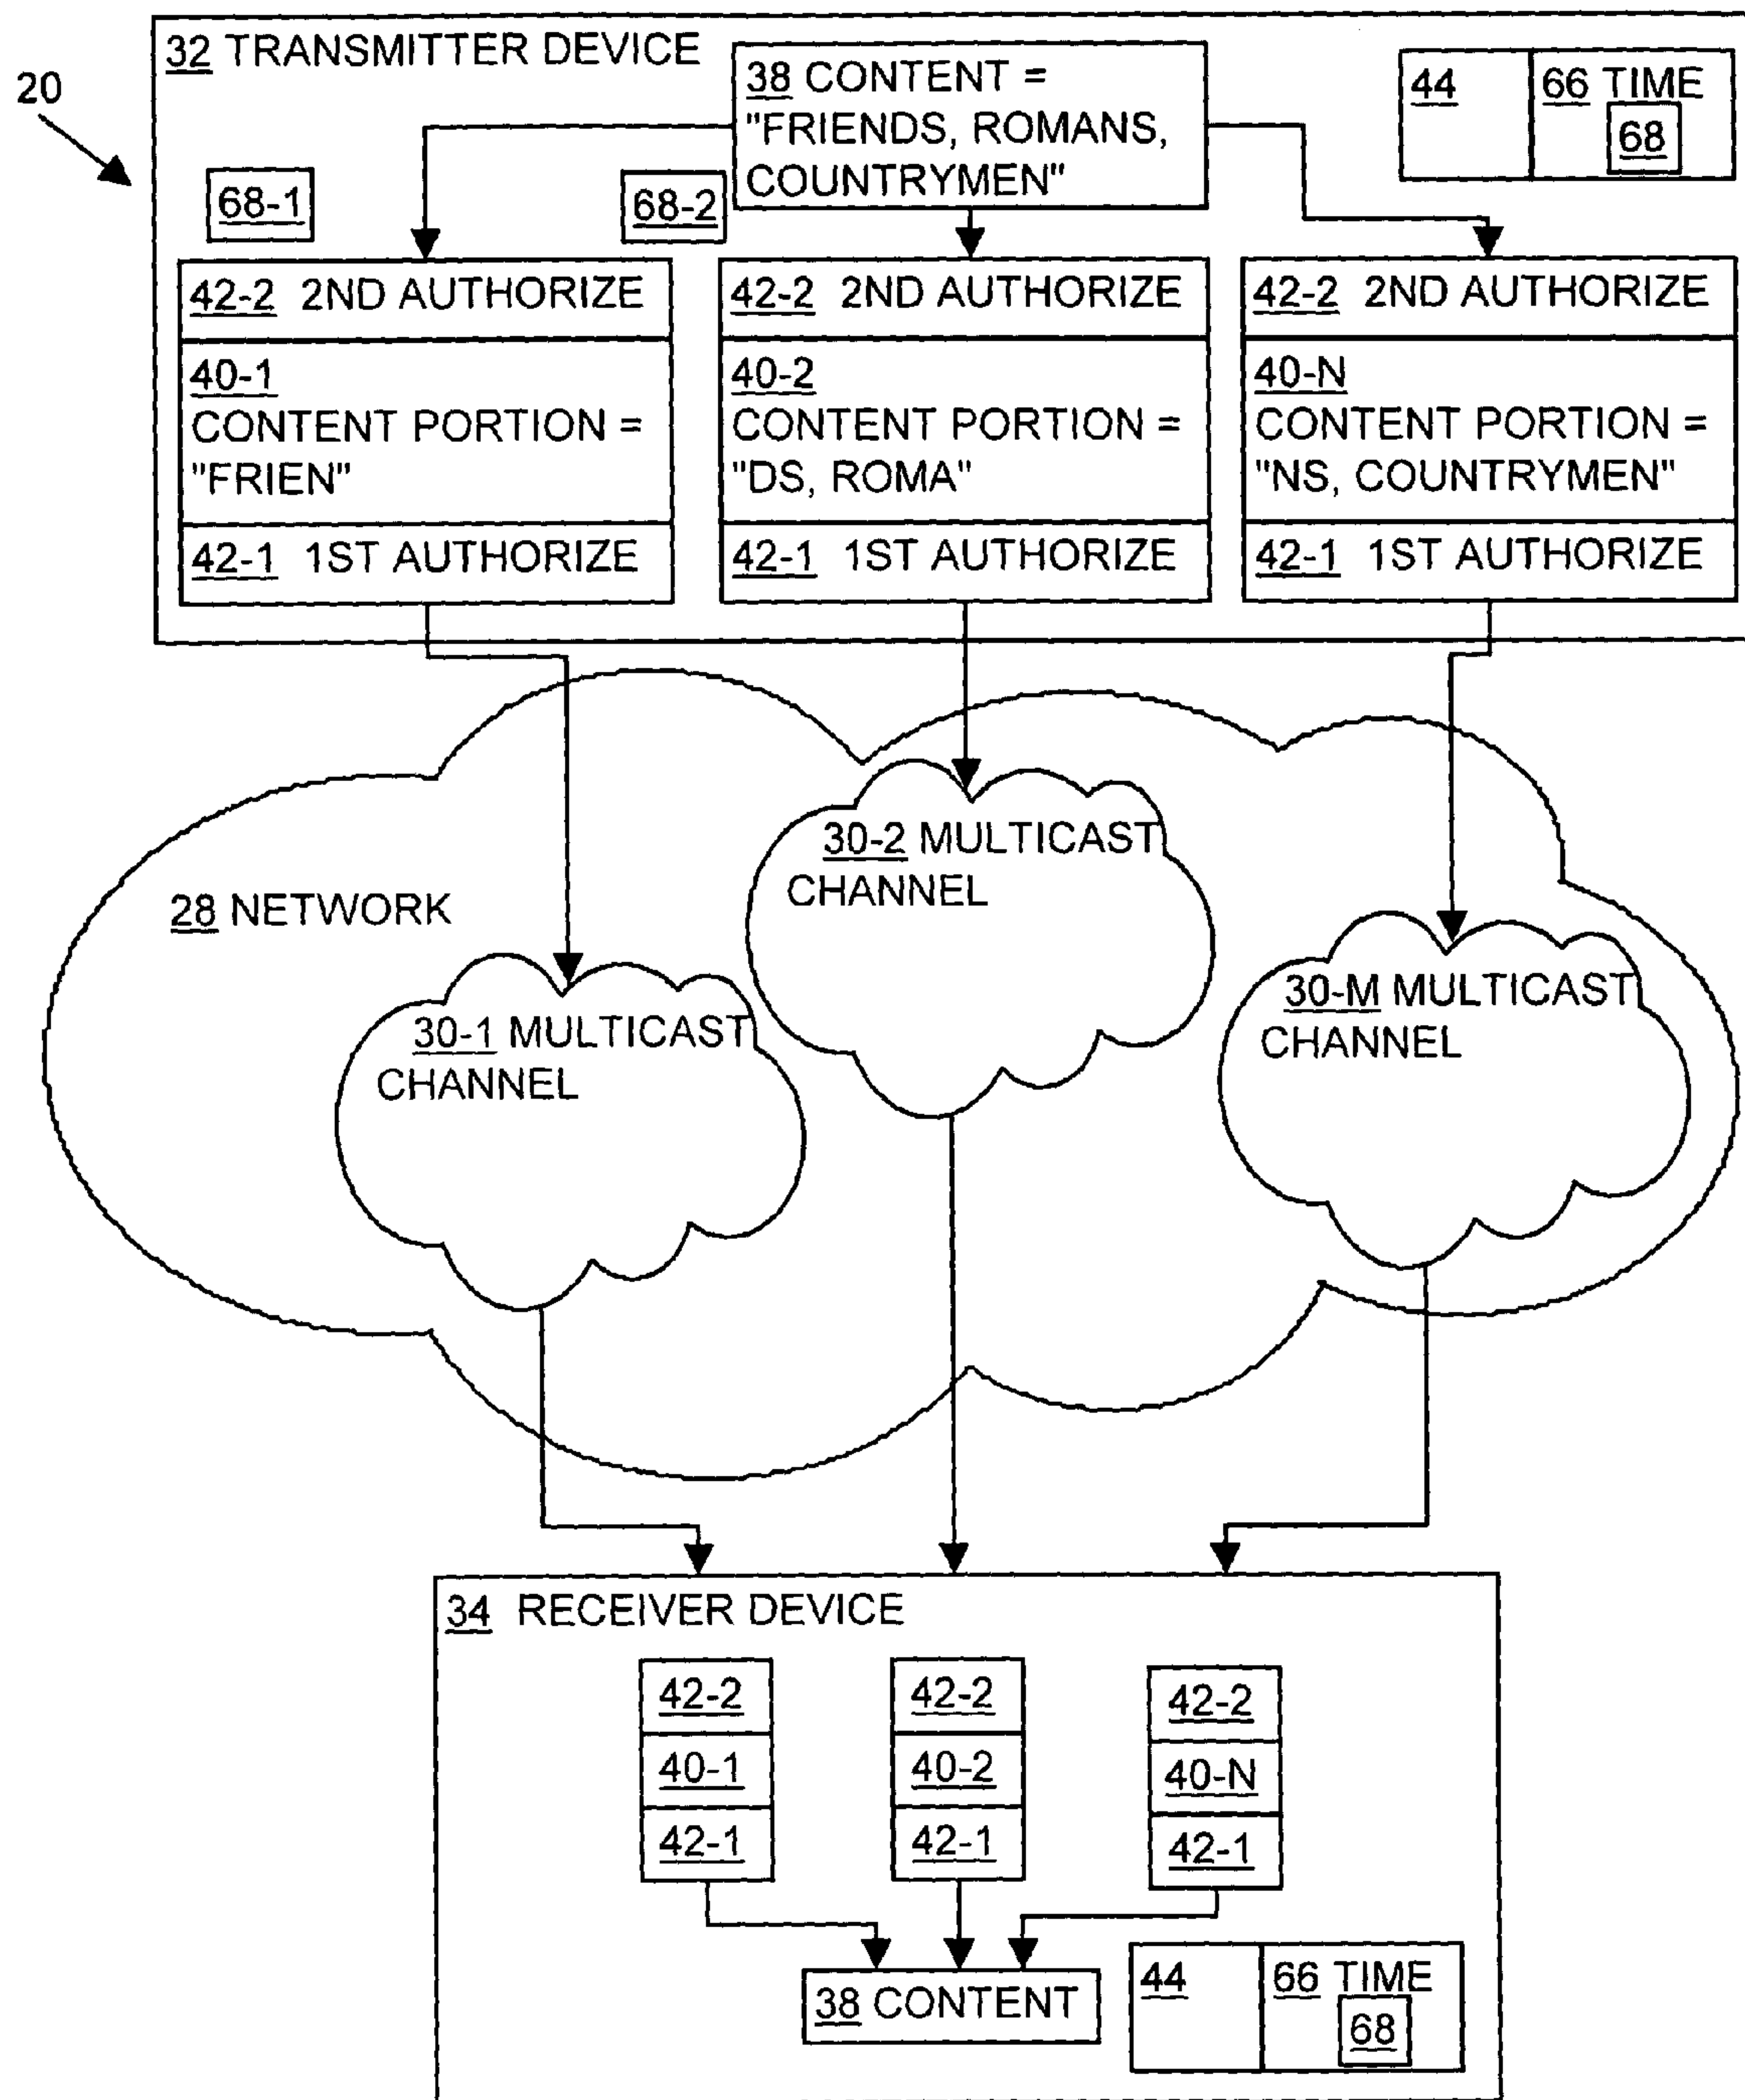 20
32 TRANSMITTER DEVICE
38 CONTENT =
"FRIENDS, ROMANS,
COUNTRYMEN"
44
66 TIME
68
68-1
68-2
42-2 2ND AUTHORIZE
40-1
CONTENT PORTION =
"FRIEN"
42-1 1ST AUTHORIZE
42-2 2ND AUTHORIZE
40-2
CONTENT PORTION =
"DS, ROMA"
42-1 1ST AUTHORIZE
42-2 2ND AUTHORIZE
40-N
CONTENT PORTION =
"NS, COUNTRYMEN"
42-1 1ST AUTHORIZE
28 NETWORK
30-1 MULTICAST
CHANNEL
30-2 MULTICAST
CHANNEL
30-M MULTICAST
CHANNEL
34 RECEIVER DEVICE
42-2
40-1
42-1
42-2
40-2
42-1
42-2
40-N
42-1
38 CONTENT
44
66 TIME
68